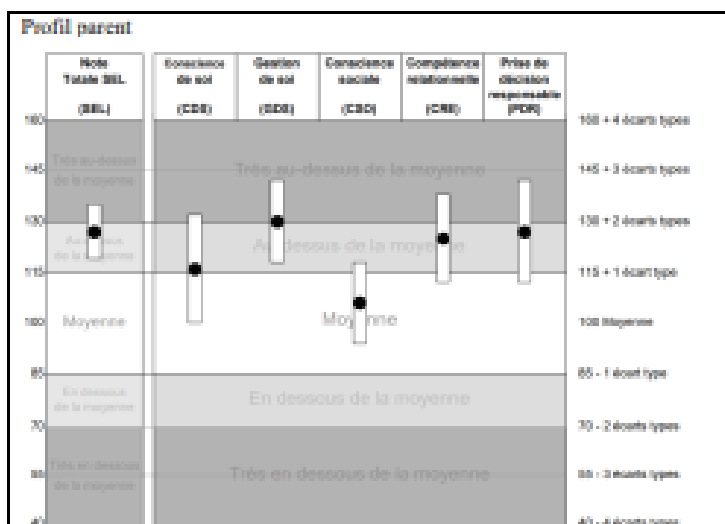 Profil parent
Note
Totale SEL
(SEL)
Conscience
de soi
(CDS)
Gestion
de soi
(GDS)
Conscience
sociale
(CSO)
Compétence
relationnelle
(CRE)
Prise de
décision
responsable
(PDR)
160
145
130
115
100
85
70
55
40
Très au-dessus
de la moyenne
Au dessus
de la moyenne
Moyenne
En dessous
de la moyenne
Très en dessous
de la moyenne
Très au-dessus de la moyenne
Au dessus de la moyenne
Moyenne
En dessous de la moyenne
Très en dessous de la moyenne
160 + 4 écarts types
145 + 3 écarts types
130 + 2 écarts types
115 + 1 écart type
100 Moyenne
85 - 1 écart type
70 - 2 écarts types
55 - 3 écarts types
40 - 4 écarts types